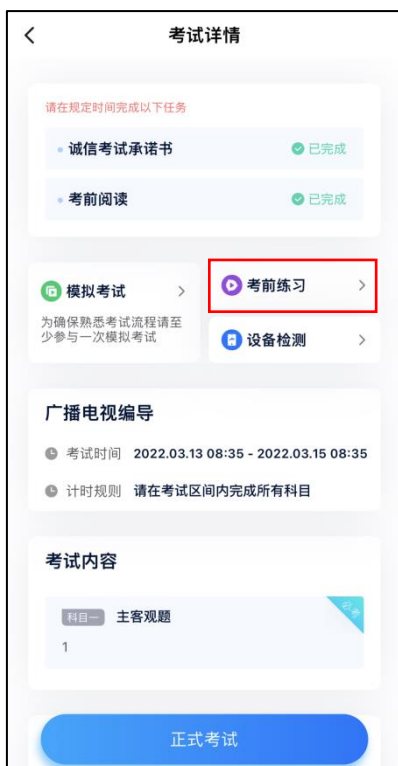 考试详情
请在规定时间完成以下任务
诚信考试承诺书 已完成
考前阅读 已完成
模拟考试
为确保熟悉考试流程请至
少参与一次模拟考试
考前练习
设备检测
广播电视编导
考试时间 2022.03.13 08:35 - 2022.03.15 08:35
计时规则 请在考试区间内完成所有科目
考试内容
科目一 主客观题
1
正式考试